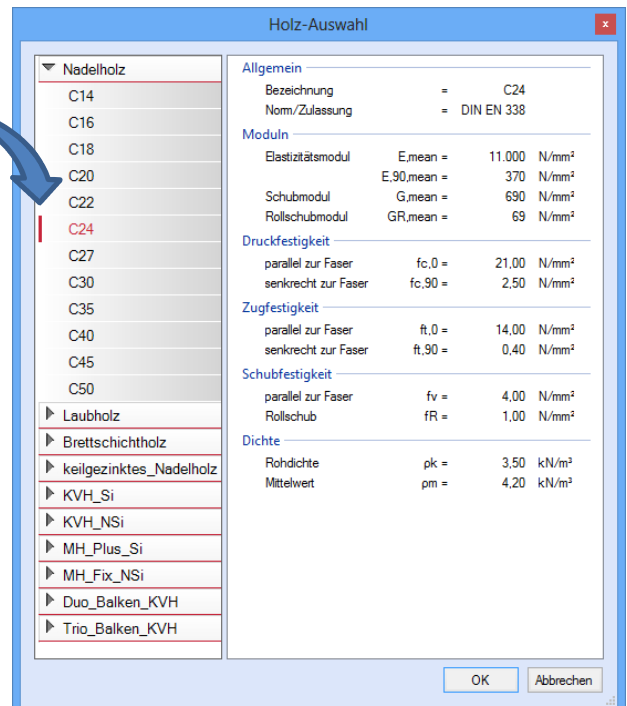 Holz-Auswahl
x
Nadelholz
C14
C16
C18
C20
C22
C24
C27
C30
C35
C40
C45
C50
Laubholz
Brettschichtholz
keilgezinktes_Nadelholz
KVH_Si
KVH_NSi
MH_Plus_Si
MH_Fix_NSi
Duo_Balken_KVH
Trio_Balken_KVH
Allgemein
Bezeichnung = C24
Norm/Zulassung = DIN EN 338
Moduln
Elastizitätsmodul E,mean = 11.000 N/mm²
E,90,mean = 370 N/mm²
Schubmodul G,mean = 690 N/mm²
Rollschubmodul GR,mean = 69 N/mm²
Druckfestigkeit
parallel zur Faser fc,0 = 21,00 N/mm²
senkrecht zur Faser fc,90 = 2,50 N/mm²
Zugfestigkeit
parallel zur Faser ft,0 = 14,00 N/mm²
senkrecht zur Faser ft,90 = 0,40 N/mm²
Schubfestigkeit
parallel zur Faser fv = 4,00 N/mm²
Rollschub fR = 1,00 N/mm²
Dichte
Rohdichte ρk = 3,50 kN/m³
Mittelwert ρm = 4,20 kN/m³
OK Abbrechen